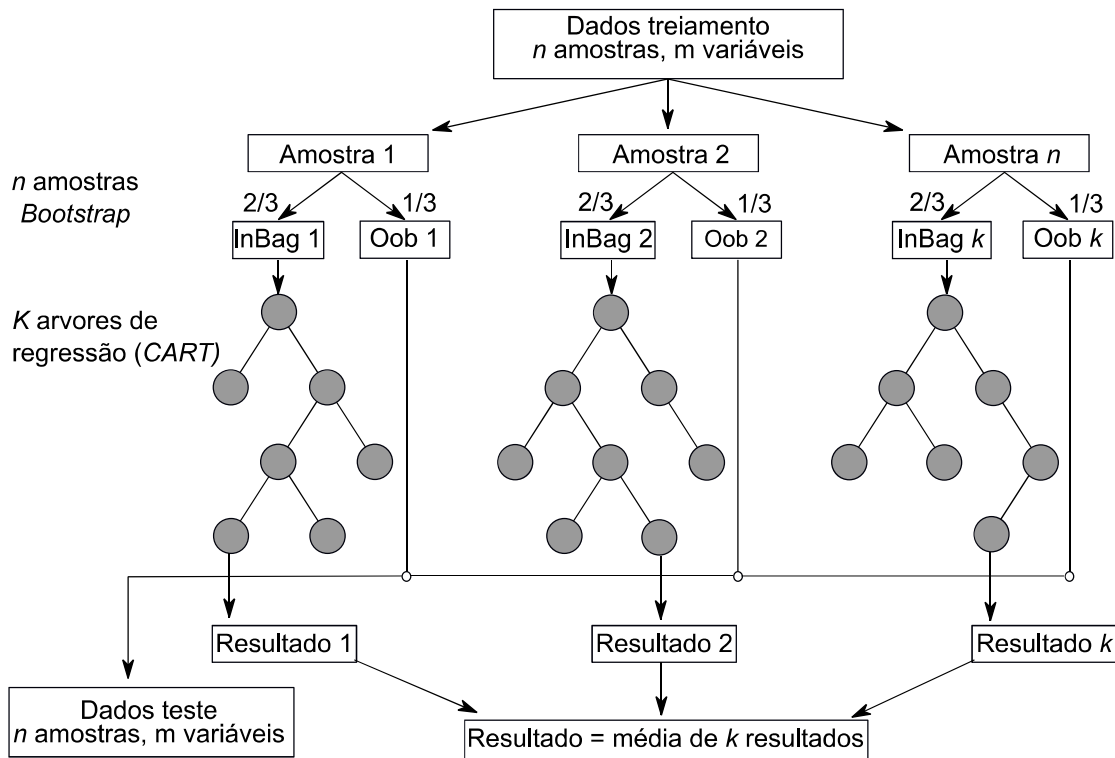 Dados treiamento
n amostras, m variáveis
Amostra 1
Amostra 2
Amostra n
n amostras
Bootstrap
2/3
1/3
2/3
1/3
2/3
1/3
InBag 1
Oob 1
InBag 2
Oob 2
InBag k
Oob k
K arvores de
regressão (CART)
Resultado 1
Resultado 2
Resultado k
Dados teste
n amostras, m variáveis
Resultado = média de k resultados